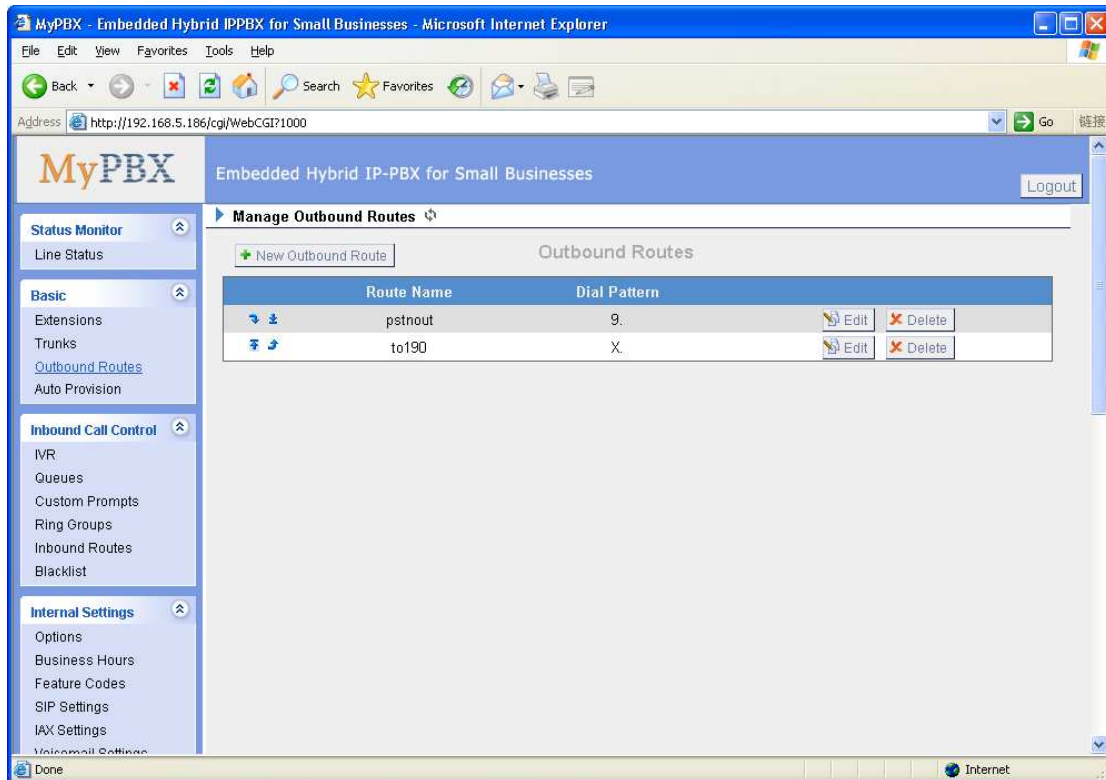 MyPBX - Embedded Hybrid IPPBX for Small Businesses - Microsoft Internet Explorer
File Edit View Favorites Tools Help
Back Search Favorites
Address http://192.168.5.186/cgi/WebCGI?1000 Go 链接
MyPBX
Embedded Hybrid IP-PBX for Small Businesses
Logout
Status Monitor
Line Status
Basic
Extensions
Trunks
Outbound Routes
Auto Provision
Inbound Call Control
IVR
Queues
Custom Prompts
Ring Groups
Inbound Routes
Blacklist
Internal Settings
Options
Business Hours
Feature Codes
SIP Settings
IAX Settings
Voicemail Settings
Manage Outbound Routes
New Outbound Route
Outbound Routes
Route Name Dial Pattern
pstnout 9. Edit Delete
to190 X. Edit Delete
Done Internet